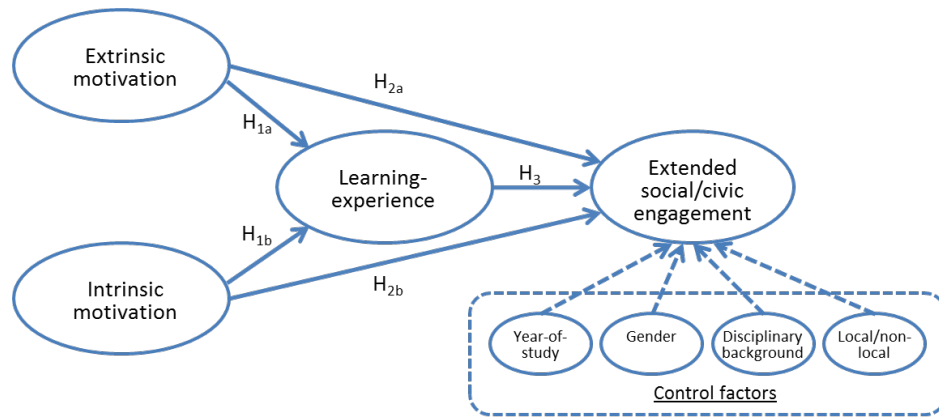 Extrinsic
motivation
H2a
H1a
Learning-
experience
H3
Extended
social/civic
engagement
H1b
Intrinsic
motivation
H2b
Year-of-
study
Gender
Disciplinary
background
Local/non-
local
Control factors